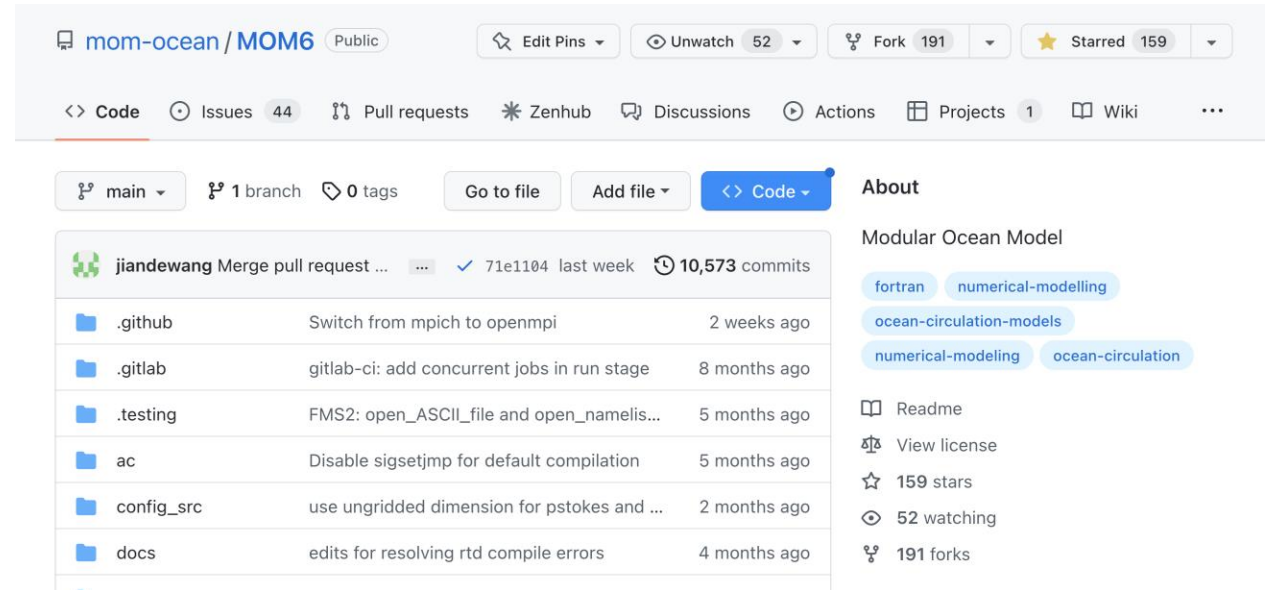 mom-ocean / MOM6 Public Edit Pins Unwatch 52 Fork 191 Starred 159
<> Code Issues 44 Pull requests Zenhub Discussions Actions Projects 1 Wiki ...
main 1 branch 0 tags Go to file Add file <> Code
jiandewang Merge pull request ... ... 71e1104 last week 10,573 commits
.github Switch from mpich to openmpi 2 weeks ago
.gitlab gitlab-ci: add concurrent jobs in run stage 8 months ago
.testing FMS2: open_ASCII_file and open_namelis... 5 months ago
ac Disable sigsetjmp for default compilation 5 months ago
config_src use ungridded dimension for pstokes and ... 2 months ago
docs edits for resolving rtd compile errors 4 months ago
About
Modular Ocean Model
fortran numerical-modelling
ocean-circulation-models
numerical-modeling ocean-circulation
Readme
View license
159 stars
52 watching
191 forks